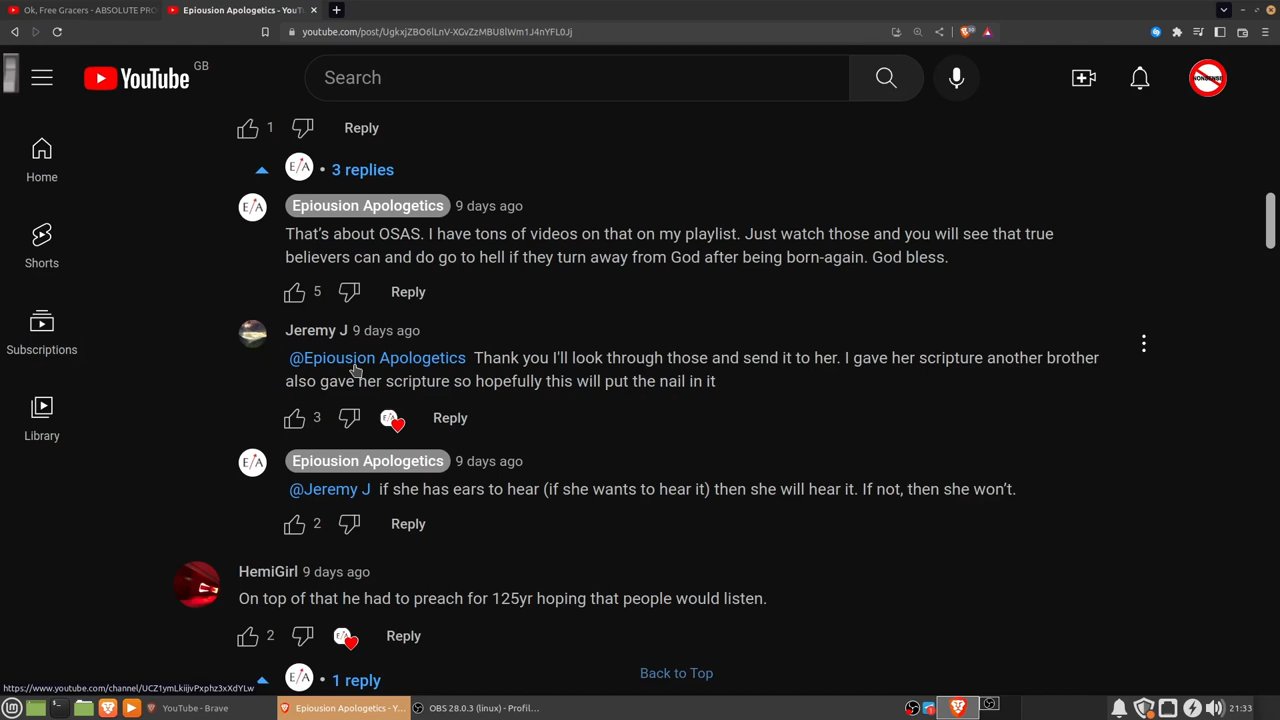 Ok, Free Gracers - ABSOLUTE PRO
Epiousion Apologetics - YouT
youtube.com/post/UgkxjZBO6lLnV-XGvZzMBU8lWm1J4nYFL0Jj
YouTube GB
Search
NONSENSE
Home
Shorts
Subscriptions
Library
1 Reply
E/A • 3 replies
E/A Epiousion Apologetics 9 days ago
That's about OSAS. I have tons of videos on that on my playlist. Just watch those and you will see that true
believers can and do go to hell if they turn away from God after being born-again. God bless.
5 Reply
Jeremy J 9 days ago
@Epiousion Apologetics Thank you I'll look through those and send it to her. I gave her scripture another brother
also gave her scripture so hopefully this will put the nail in it
3 E/A Reply
E/A Epiousion Apologetics 9 days ago
@Jeremy J if she has ears to hear (if she wants to hear it) then she will hear it. If not, then she won't.
2 Reply
HemiGirl 9 days ago
On top of that he had to preach for 125yr hoping that people would listen.
2 E/A Reply
E/A • 1 reply
Back to Top
https://www.youtube.com/channel/UCZ1ymLkiijvPxphz3xXdYLw
YouTube - Brave
Epiousion Apologetics - Y...
OBS 28.0.3 (linux) - Profil...
21:33